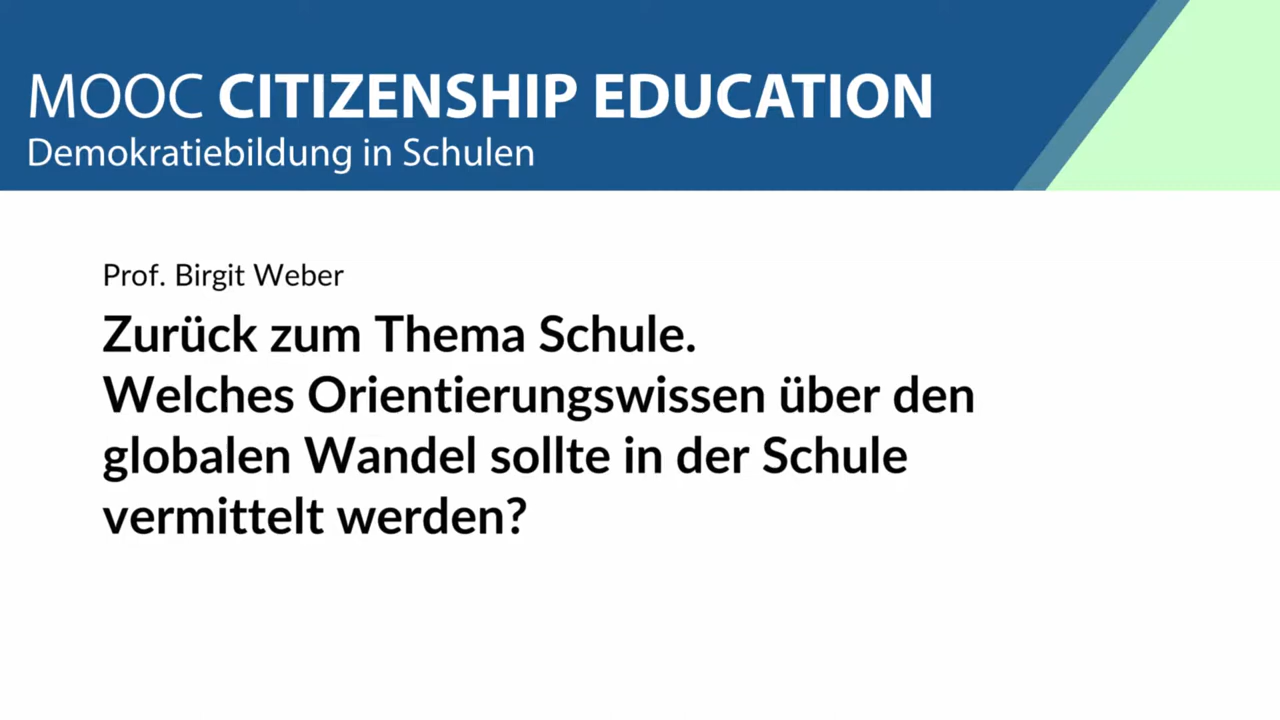 MOOC CITIZENSHIP EDUCATION
Demokratiebildung in Schulen
Prof. Birgit Weber
Zurück zum Thema Schule.
Welches Orientierungswissen über den
globalen Wandel sollte in der Schule
vermittelt werden?